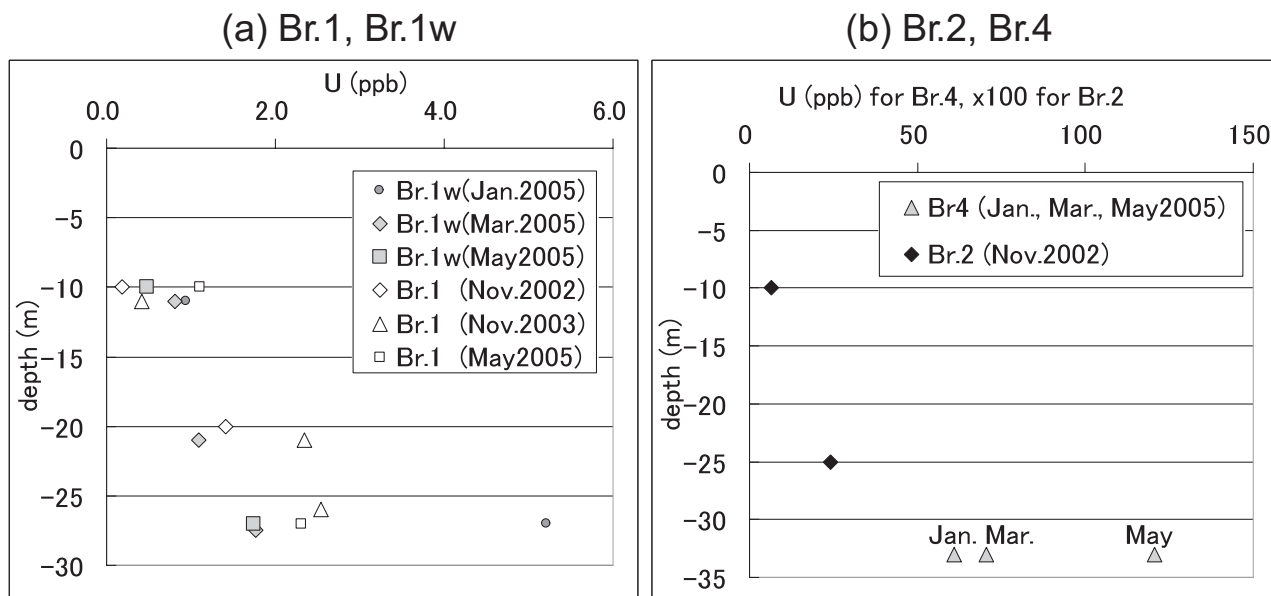 (a) Br.1, Br.1w
U (ppb)
0.0 2.0 4.0 6.0
0
-5
-10
-15
-20
-25
-30
depth (m)
Br.1w(Jan.2005)
Br.1w(Mar.2005)
Br.1w(May2005)
Br.1 (Nov.2002)
Br.1 (Nov.2003)
Br.1 (May2005)
(b) Br.2, Br.4
U (ppb) for Br.4, x100 for Br.2
0 50 100 150
0
-5
-10
-15
-20
-25
-30
-35
depth (m)
Br4 (Jan., Mar., May2005)
Br.2 (Nov.2002)
Jan. Mar. May